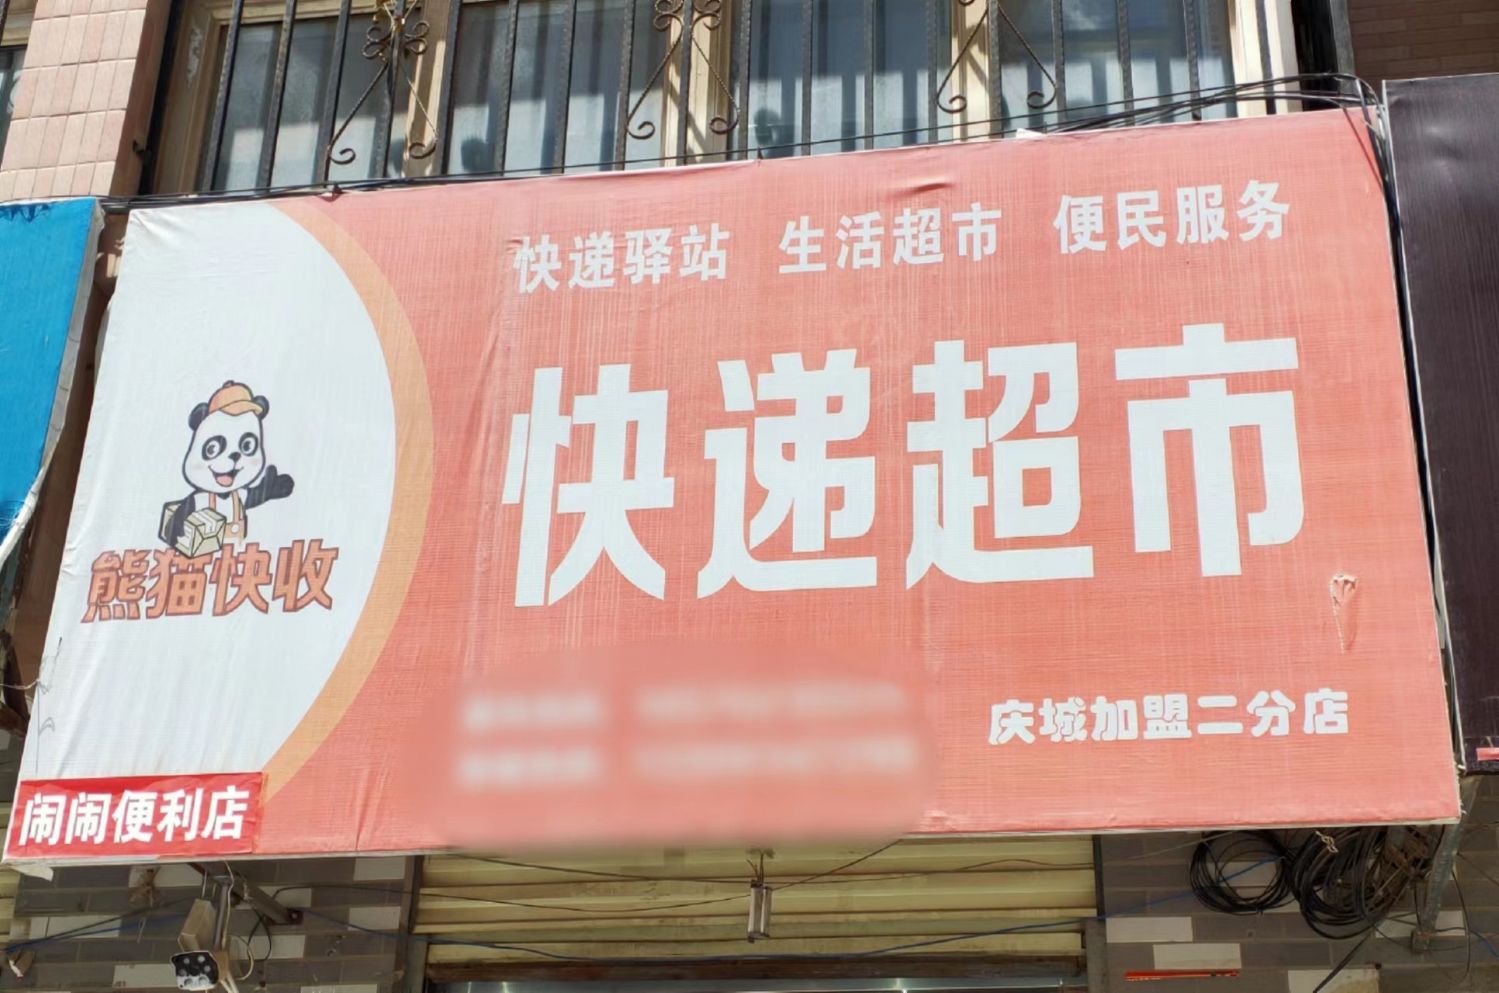 快递驿站 生活超市 便民服务
快递超市
熊猫快收
庆城加盟二分店
闹闹便利店